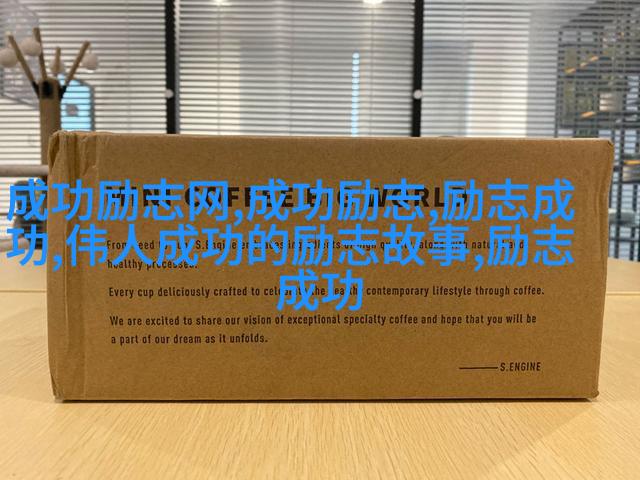 成功励志网,成功励志,励志成
功,伟人成功的励志故事,励志
成功
COFFEE WORLD
healthy processes.
Every cup deliciously crafted to contemporary lifestyle through coffee.
We are excited to share our vision of exceptional specialty coffee and hope that you will be
a part of our dream as it unfolds.
——S.ENGINE